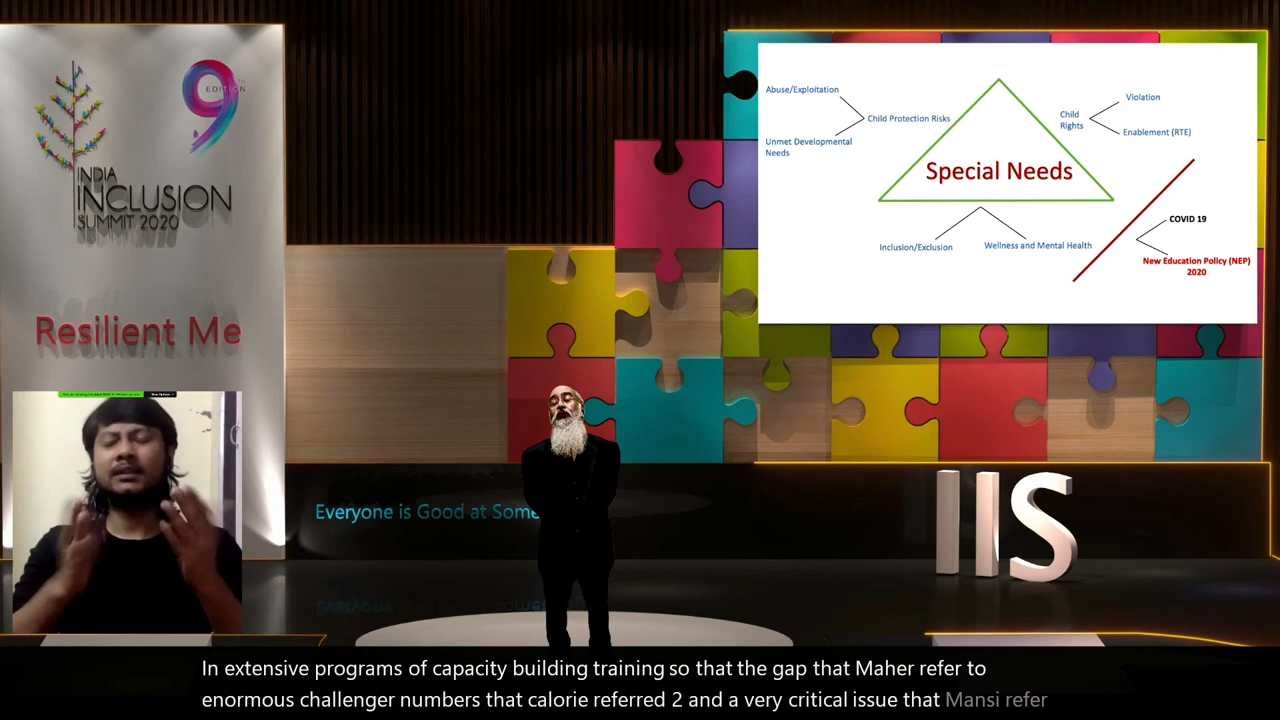 9TH
EDITION
INDIA
INCLUSION
SUMMIT 2020
Resilient Me
Abuse/Exploitation
Child Protection Risks
Unmet Developmental
Needs
Special Needs
Child
Rights
Violation
Enablement (RTE)
Inclusion/Exclusion
Wellness and Mental Health
COVID 19
New Education Policy (NEP)
2020
Everyone is Good at Some
IIS
In extensive programs of capacity building training so that the gap that Maher refer to
enormous challenger numbers that calorie referred 2 and a very critical issue that Mansi refer